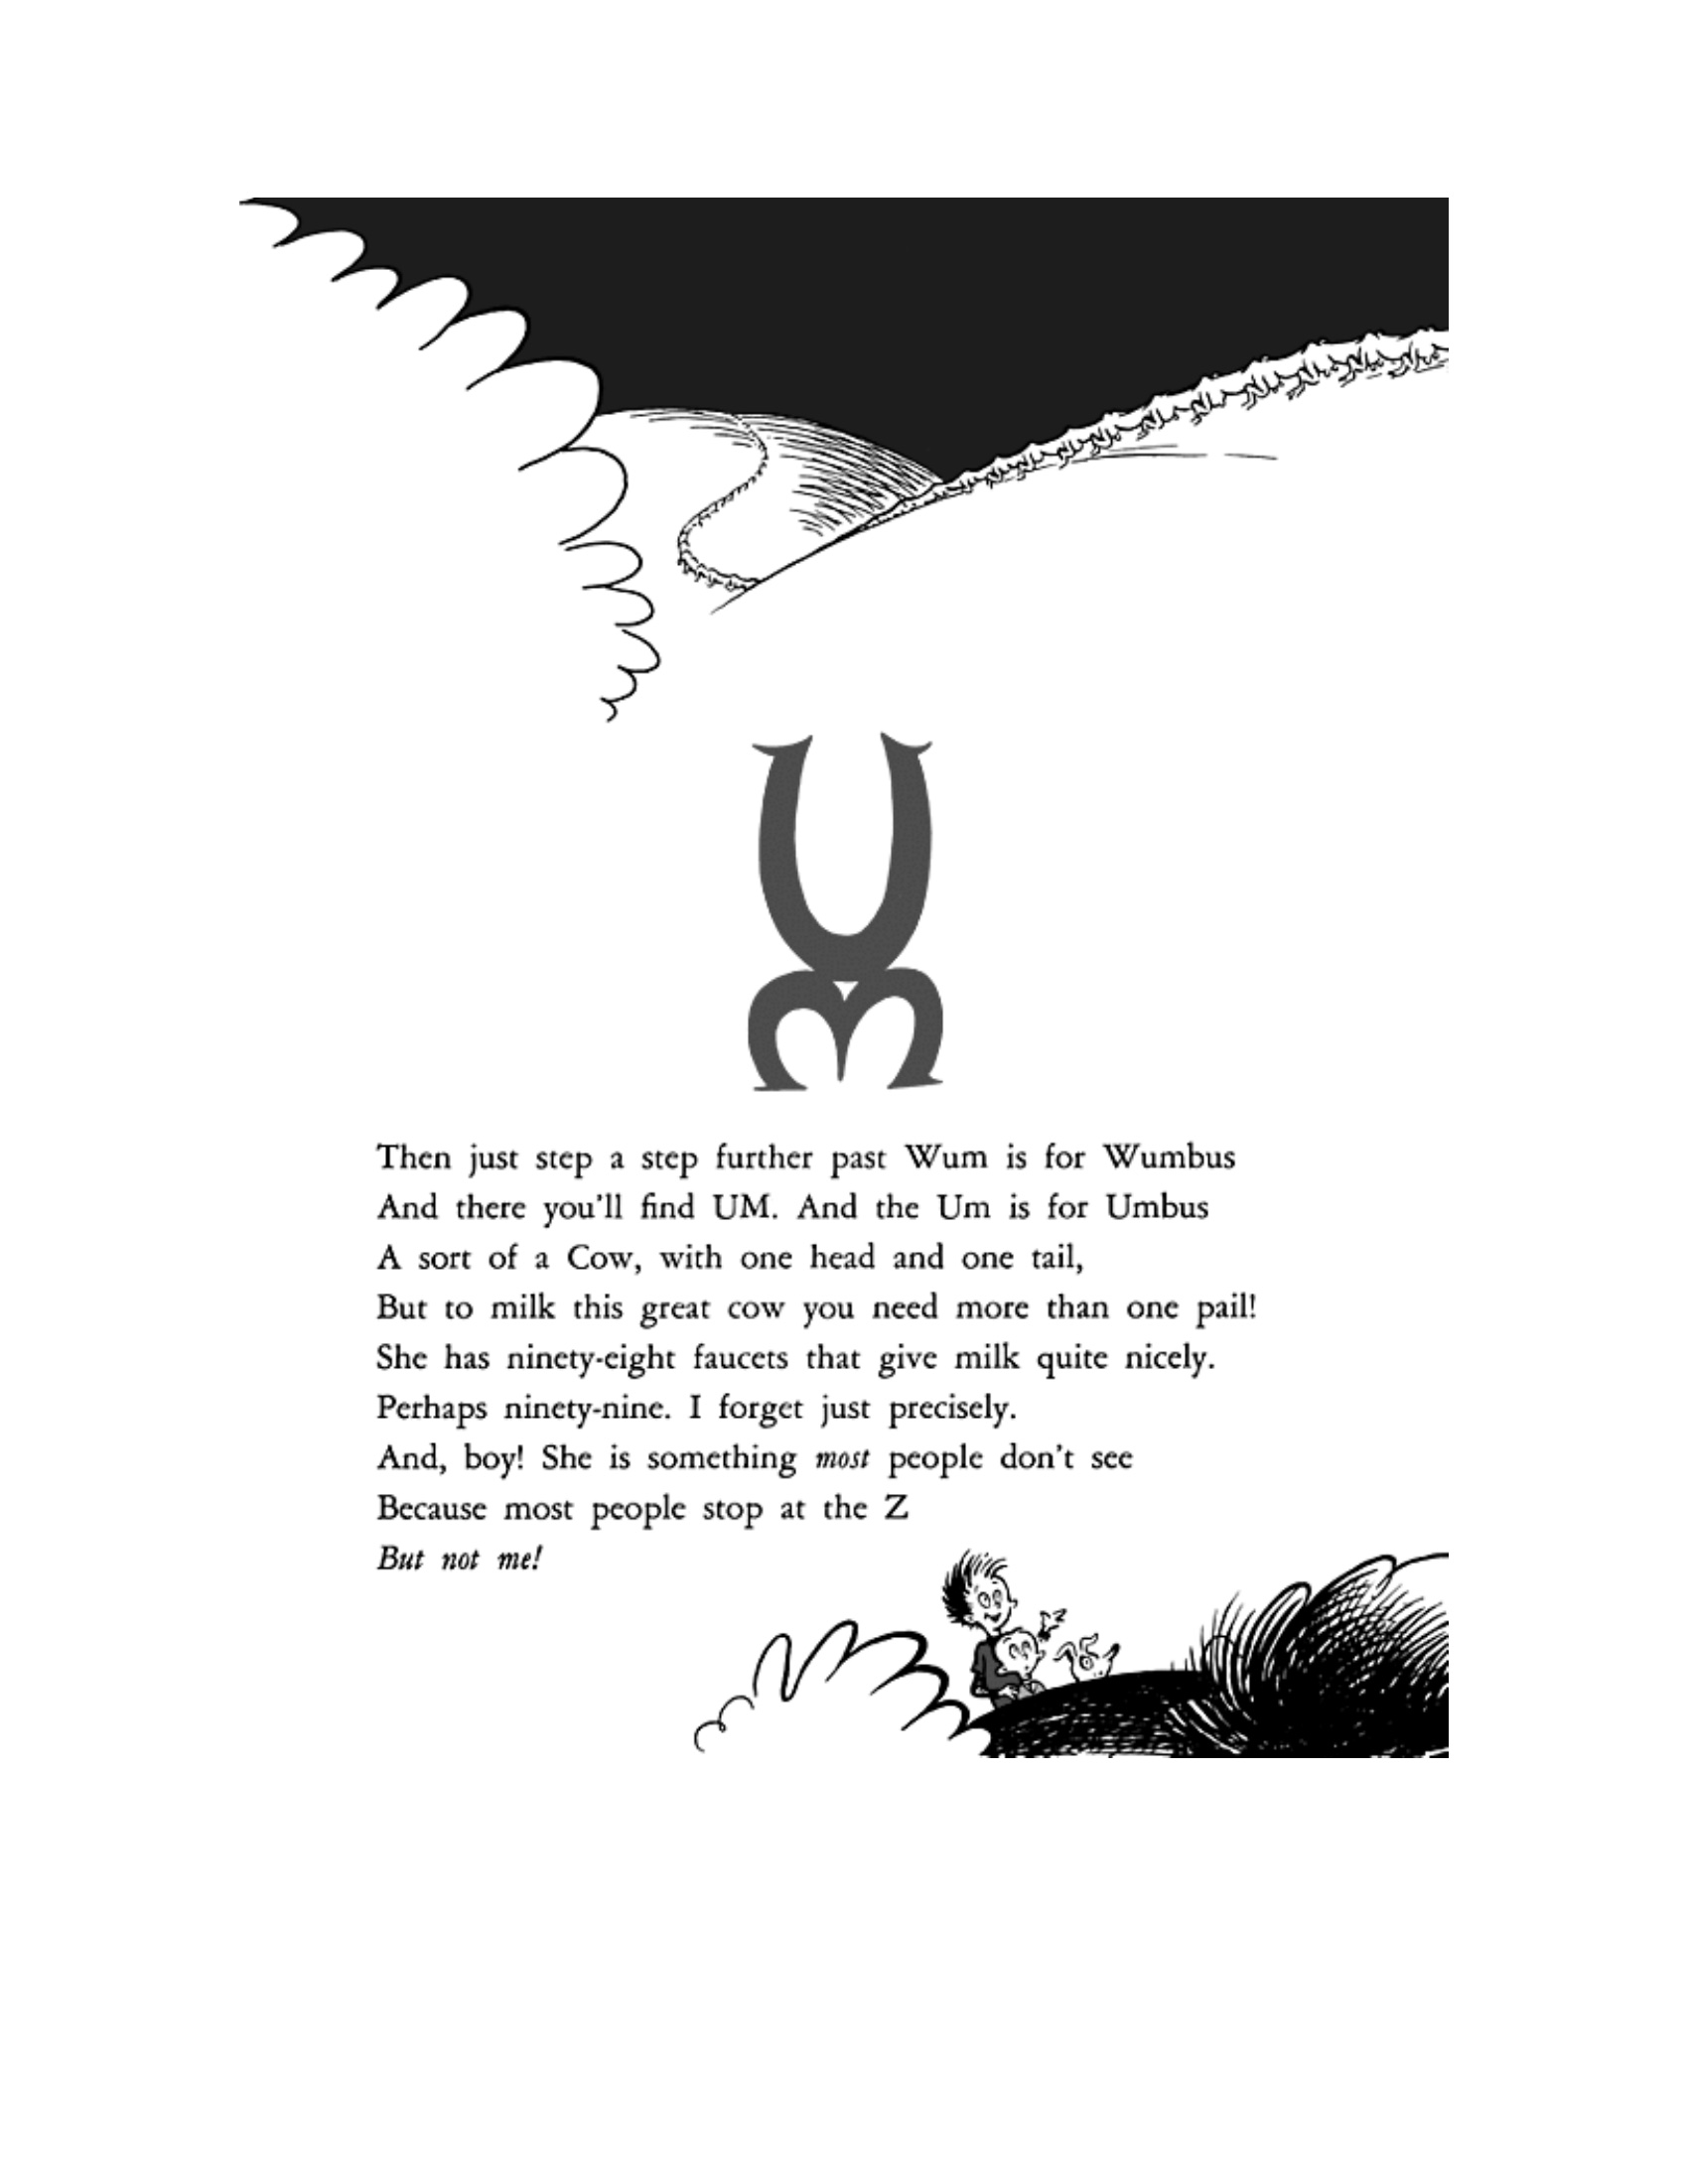 UM
Then just step a step further past Wum is for Wumbus
And there you'll find UM. And the Um is for Umbus
A sort of a Cow, with one head and one tail,
But to milk this great cow you need more than one pail!
She has ninety-eight faucets that give milk quite nicely.
Perhaps ninety-nine. I forget just precisely.
And, boy! She is something most people don't see
Because most people stop at the Z
But not me!